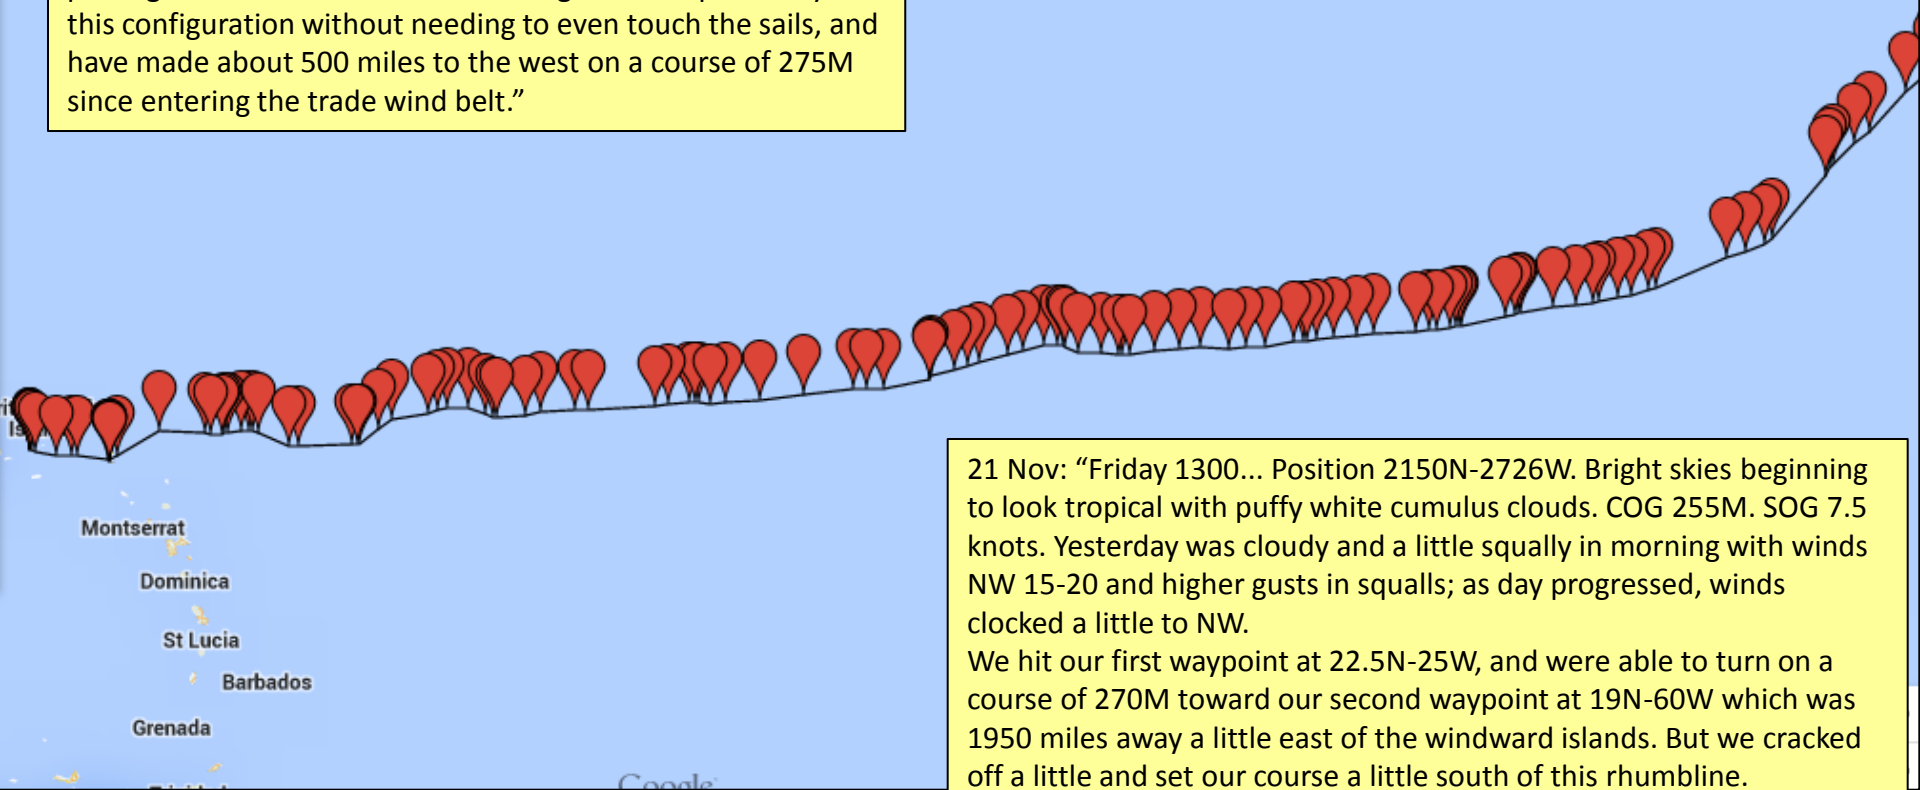 this configuration without needing to even touch the sails, and
have made about 500 miles to the west on a course of 275M
since entering the trade wind belt.”
Montserrat
Dominica
St Lucia
Barbados
Grenada
Google
21 Nov: “Friday 1300... Position 2150N-2726W. Bright skies beginning
to look tropical with puffy white cumulus clouds. COG 255M. SOG 7.5
knots. Yesterday was cloudy and a little squally in morning with winds
NW 15-20 and higher gusts in squalls; as day progressed, winds
clocked a little to NW.
We hit our first waypoint at 22.5N-25W, and were able to turn on a
course of 270M toward our second waypoint at 19N-60W which was
1950 miles away a little east of the windward islands. But we cracked
off a little and set our course a little south of this rhumbline.